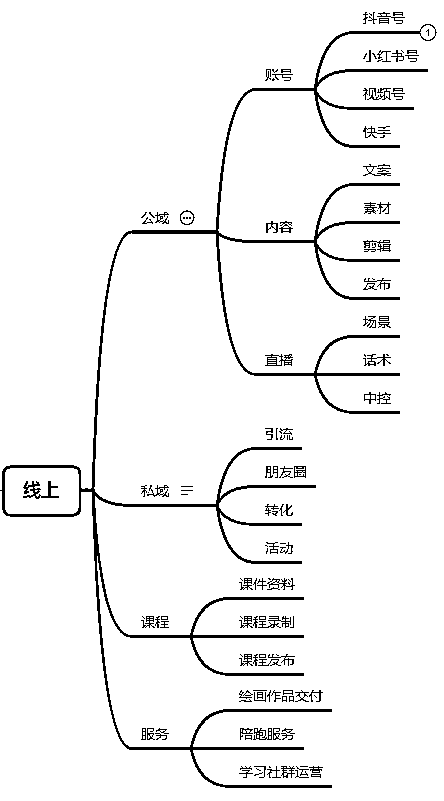 抖音号
1
小红书号
账号
视频号
快手
文案
素材
公域
内容
剪辑
发布
场景
直播
话术
中控
引流
朋友圈
线上
私域
转化
活动
课件资料
课程
课程录制
课程发布
绘画作品交付
服务
陪跑服务
学习社群运营